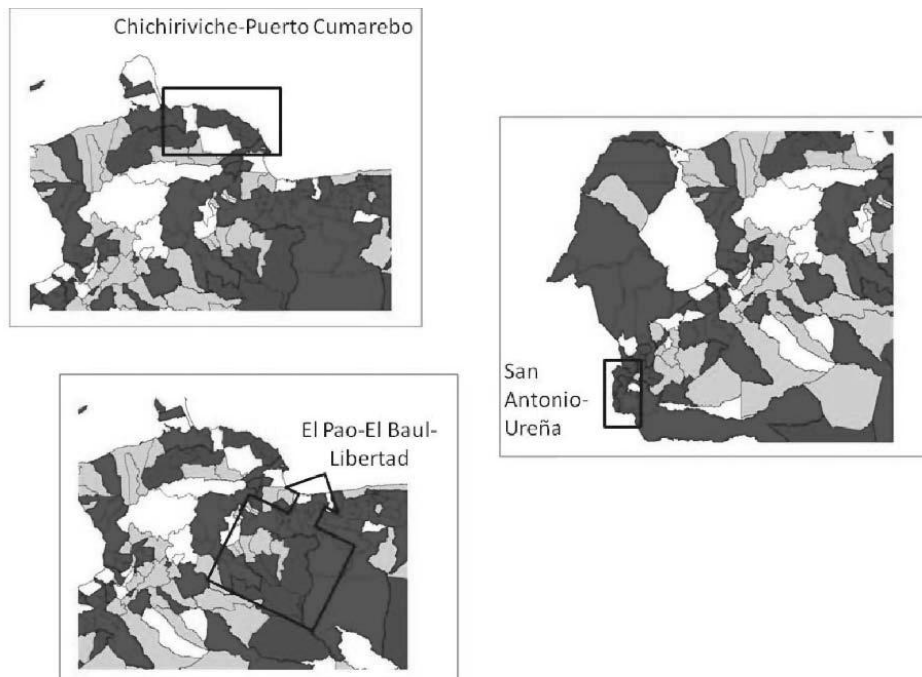 Chichiriviche-Puerto Cumarebo
San
Antonio-
Ureña
El Pao-El Baul-
Libertad